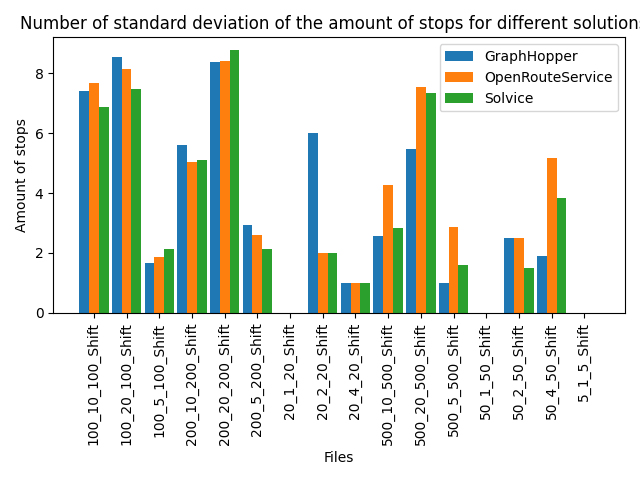 Number of standard deviation of the amount of stops for different solution
GraphHopper
OpenRouteService
Solvice
Amount of stops
8
6
4
2
0
100_10_100_Shift
100_20_100_Shift
100_5_100_Shift
200_10_200_Shift
200_20_200_Shift
200_5_200_Shift
20_1_20_Shift
20_2_20_Shift
20_4_20_Shift
500_10_500_Shift
500_20_500_Shift
500_5_500_Shift
50_1_50_Shift
50_2_50_Shift
50_4_50_Shift
5_1_5_Shift
Files